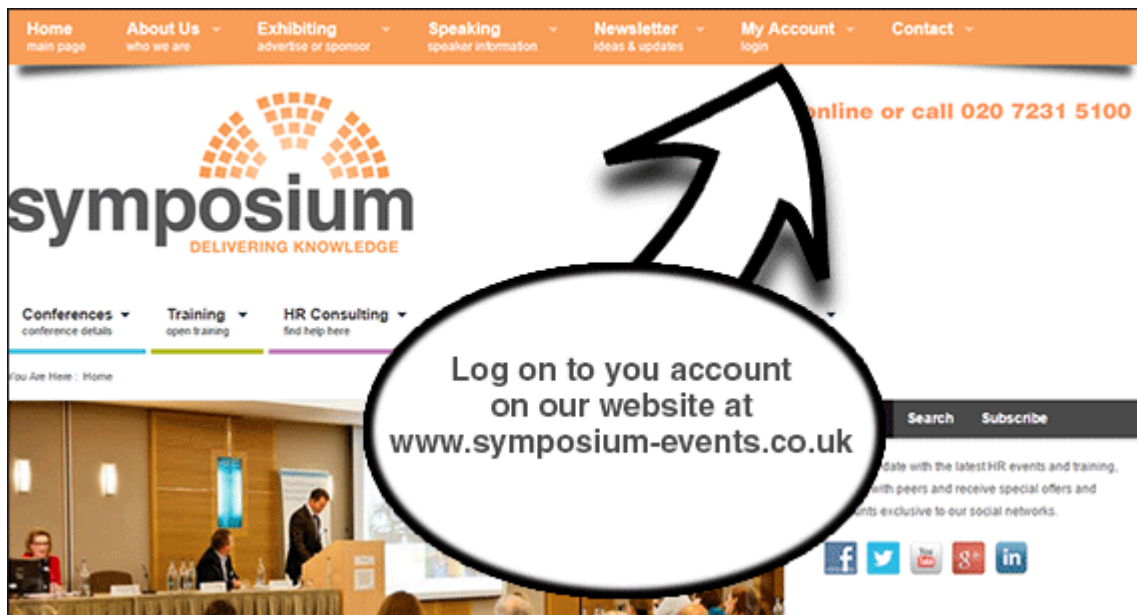 Home About Us Exhibiting Speaking Newsletter My Account Contact
main page who we are advertise or sponsor speaker information ideas & updates login
online or call 020 7231 5100
symposium
DELIVERING KNOWLEDGE
Conferences Training HR Consulting
conference details open training find help here
You Are Here : Home
Log on to you account
on our website at
www.symposium-events.co.uk
Search Subscribe
date with the latest HR events and training,
with peers and receive special offers and
exclusive to our social networks.
f You Tube g+ in